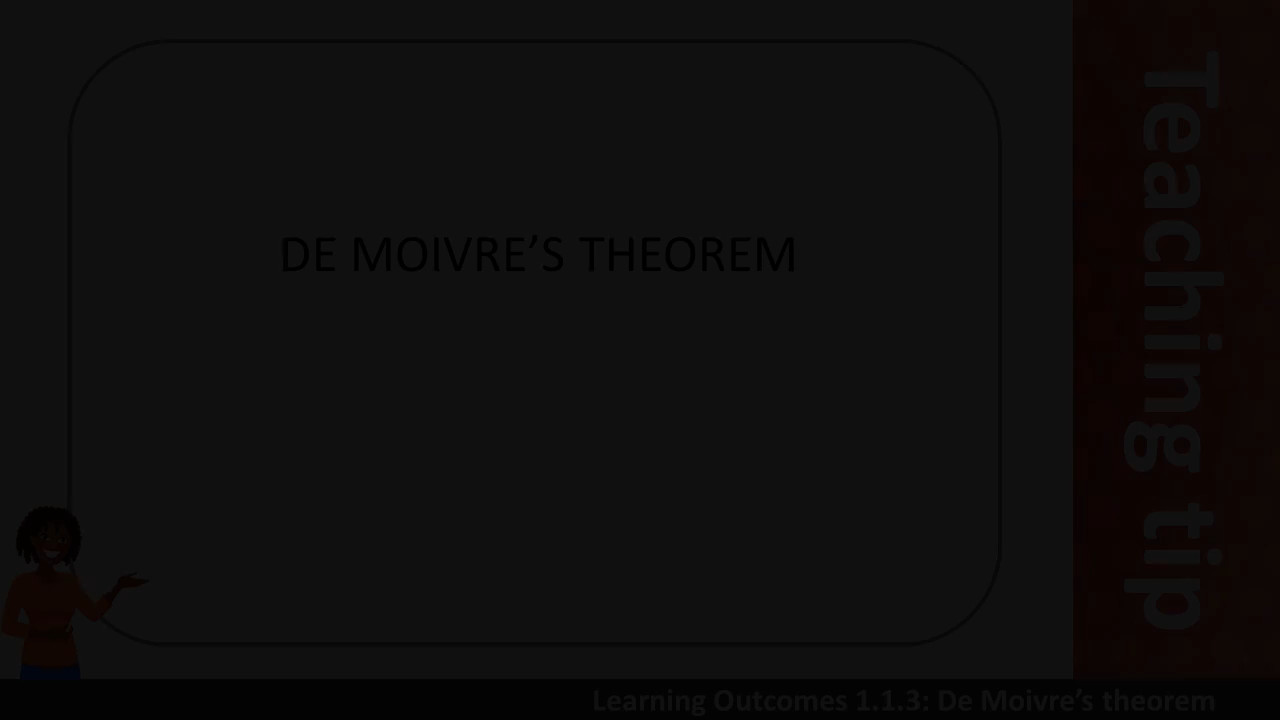 DE MOIVRE’S THEOREM
Teaching tip
Learning Outcomes 1.1.3: De Moivre’s theorem